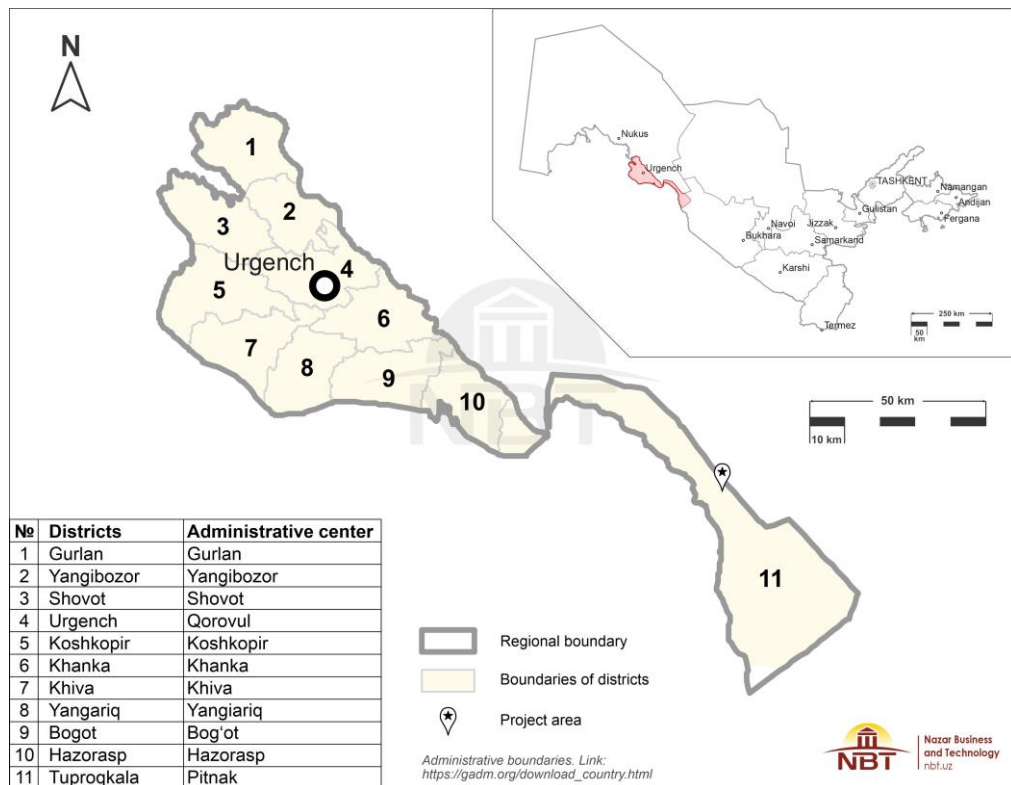 N
1
2
3
Urgench
4
5
6
7
8
9
10
11
Nukus
Urgench
TASHKENT
Namangan
Andijan
Gulistan
Fergana
Navoi
Jizzak
Bukhara
Samarkand
Karshi
Termez
250 km
50
km
50 km
10 km
NBT
№ Districts Administrative center
1 Gurlan Gurlan
2 Yangibozor Yangibozor
3 Shovot Shovot
4 Urgench Qorovul
5 Koshkopir Koshkopir
6 Khanka Khanka
7 Khiva Khiva
8 Yangariq Yangiariq
9 Bogot Bog'ot
10 Hazorasp Hazorasp
11 Tuproqkala Pitnak
Regional boundary
Boundaries of districts
Project area
Administrative boundaries. Link:
https://gadm.org/download_country.html
NBT
Nazar Business
and Technology
nbt.uz